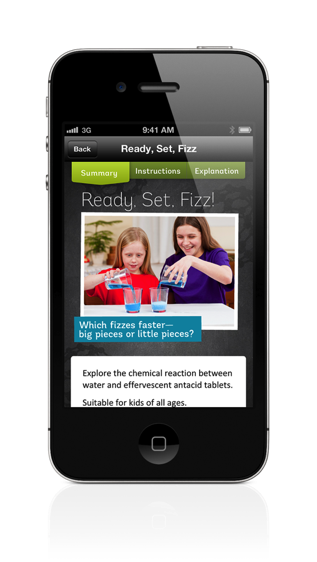 3G 9:41 AM
Back Ready, Set, Fizz
Summary Instructions Explanation
Ready, Set, Fizz!
Which fizzes faster—
big pieces or little pieces?
Explore the chemical reaction between
water and effervescent antacid tablets.
Suitable for kids of all ages.